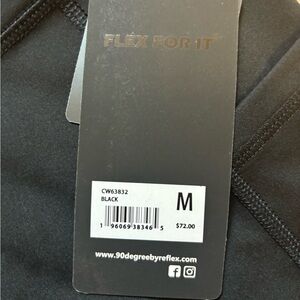 FLEX FOR IT
CW63832
BLACK
M
1 96069 38346 5
$72.00
www.90degreebyreflex.com